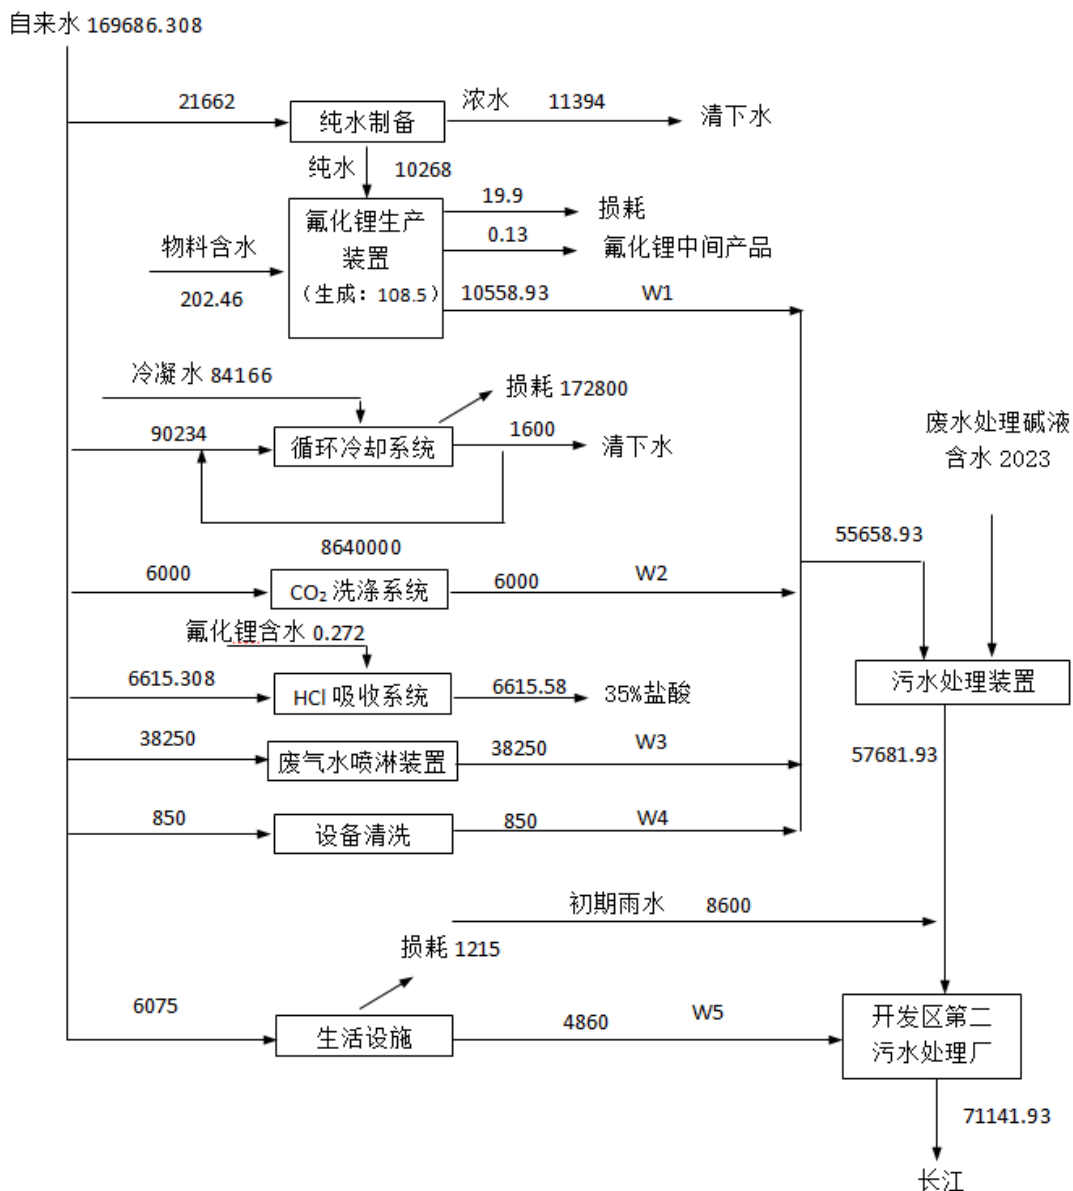 自来水 169686.308
21662
浓水 11394
纯水制备
清下水
纯水 10268
19.9
损耗
氟化锂生产
装置
(生成：108.5)
0.13
氟化锂中间产品
物料含水
202.46
10558.93 W1
冷凝水 84166
损耗 172800
90234
循环冷却系统
1600
清下水
废水处理碱液
含水 2023
8640000
55658.93
6000
CO₂ 洗涤系统
6000
W2
氟化锂含水 0.272
6615.308
HCl 吸收系统
6615.58
35%盐酸
污水处理装置
38250
废气水喷淋装置
38250
W3
57681.93
850
设备清洗
850
W4
初期雨水 8600
损耗 1215
6075
生活设施
4860
W5
开发区第二
污水处理厂
71141.93
长江